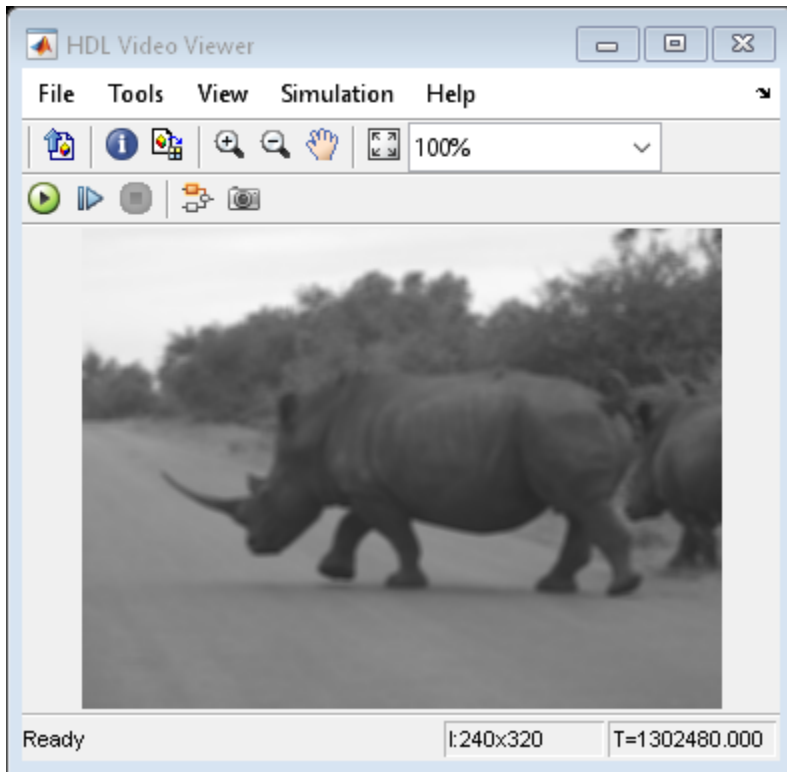 HDL Video Viewer
File Tools View Simulation Help
100%
Ready I:240x320 T=1302480.000